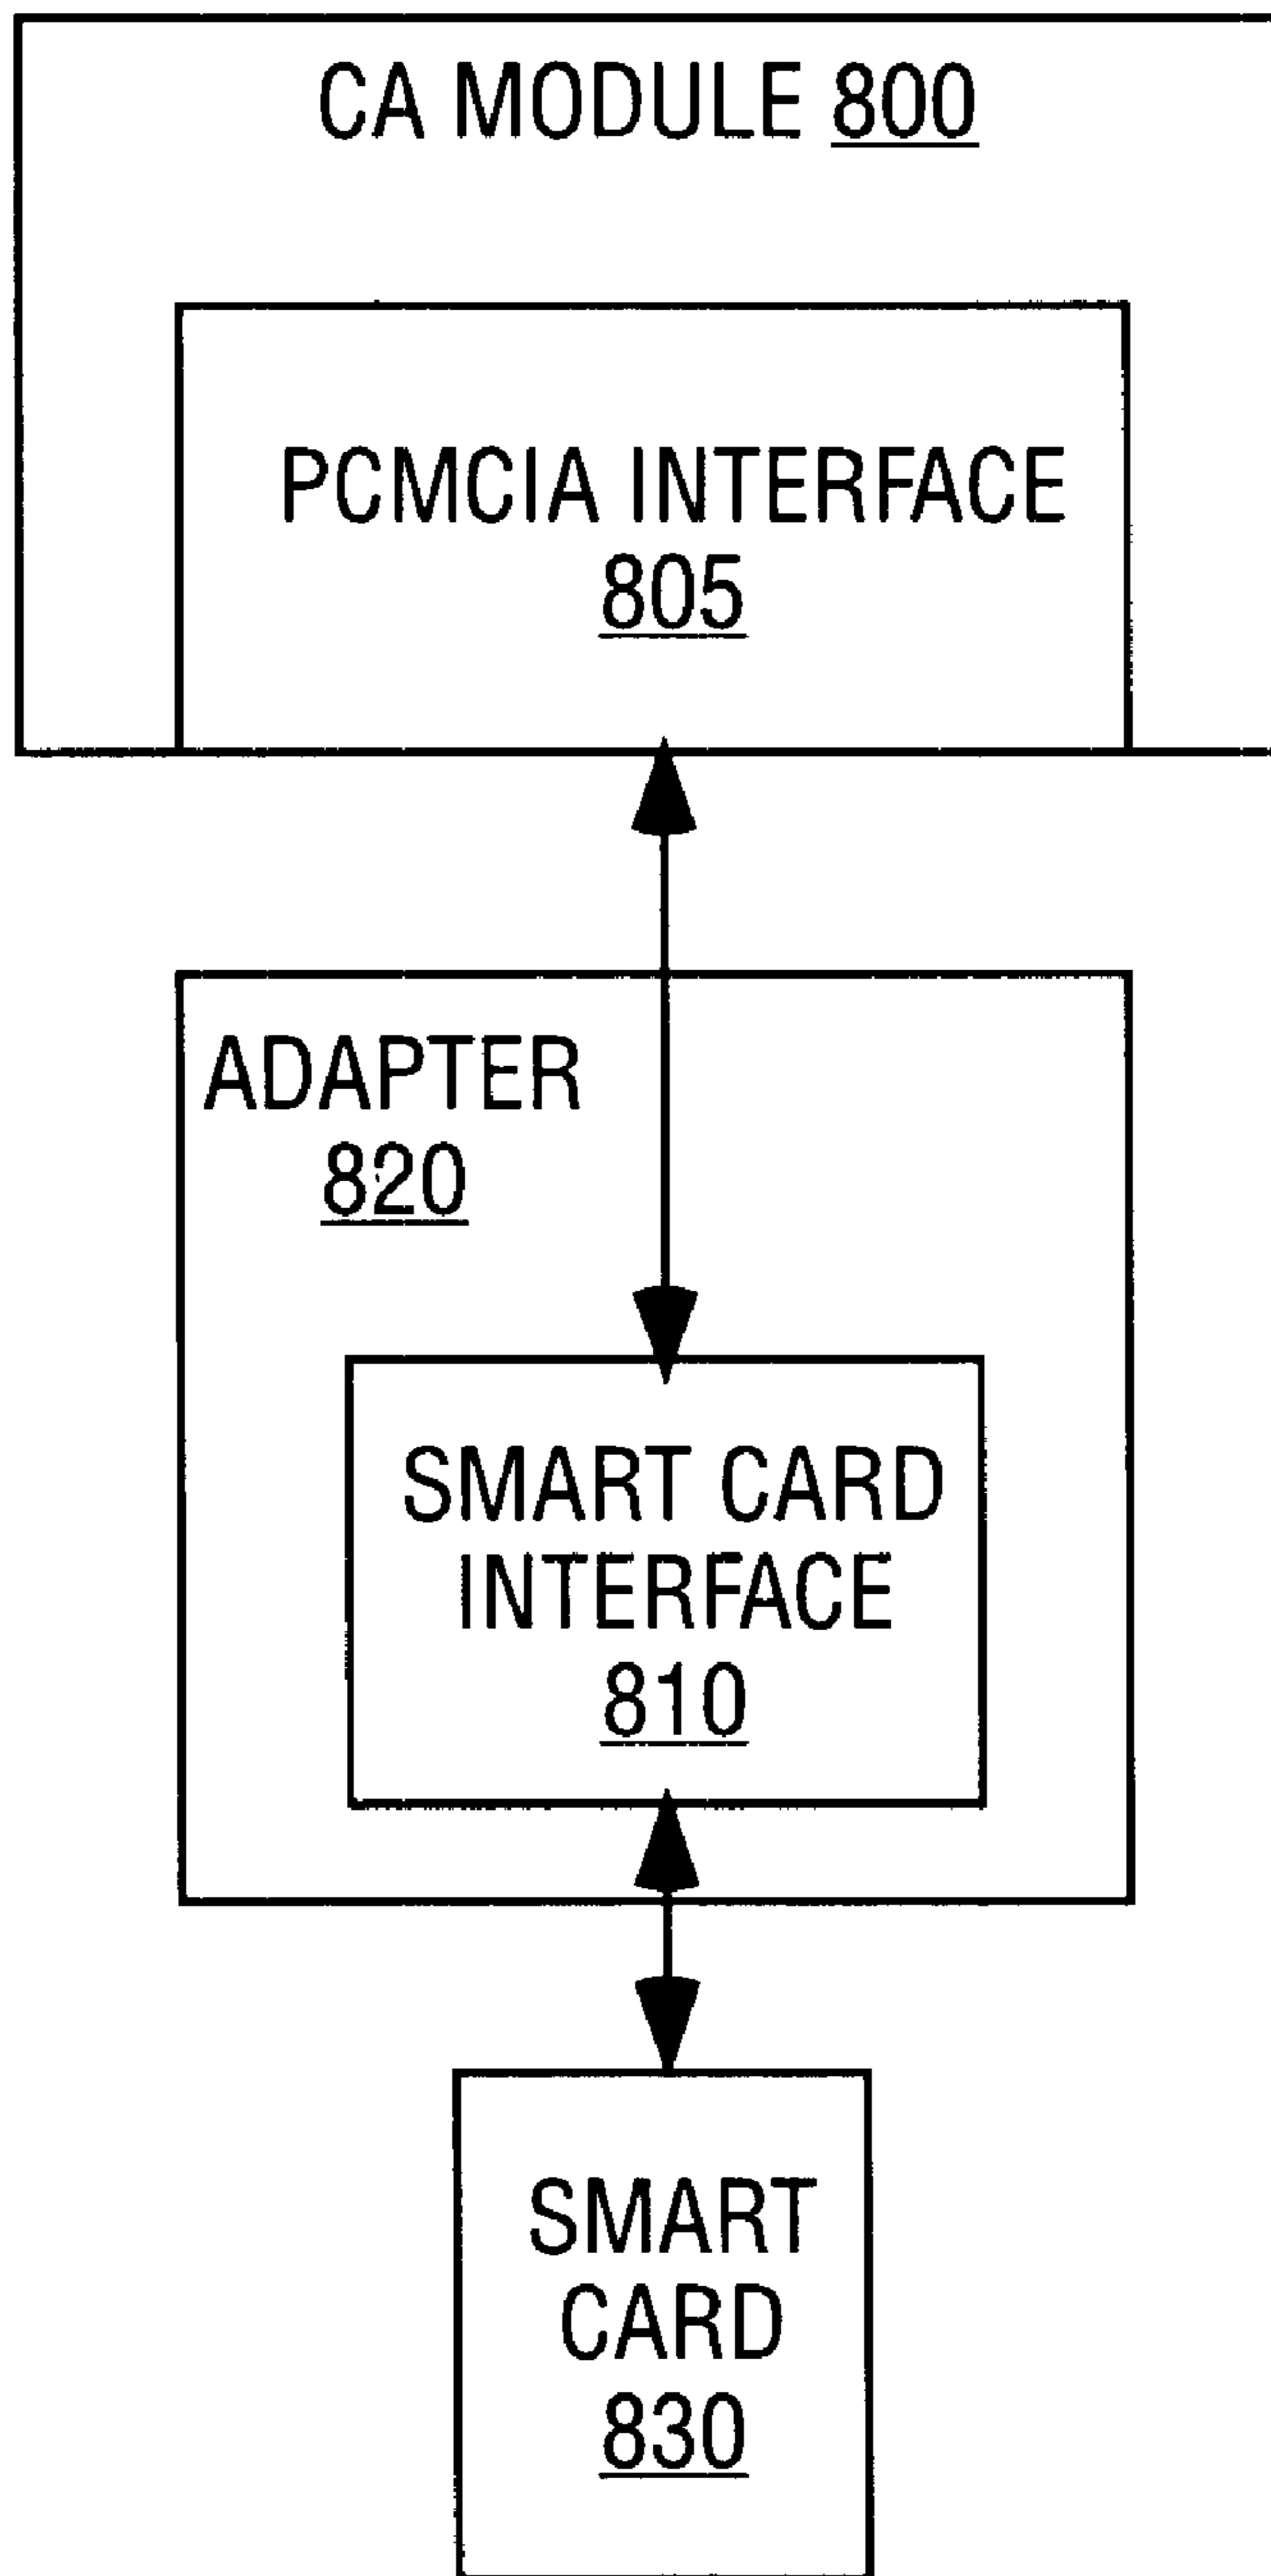 CA MODULE 800
PCMCIA INTERFACE
805
ADAPTER
820
SMART CARD
INTERFACE
810
SMART
CARD
830